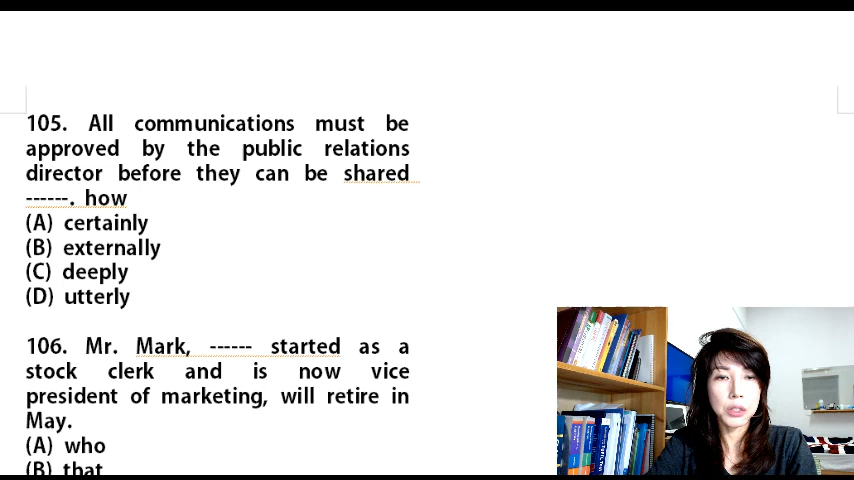 105. All communications must be
approved by the public relations
director before they can be shared
------. how
(A) certainly
(B) externally
(C) deeply
(D) utterly
106. Mr. Mark, ------ started as a
stock clerk and is now vice
president of marketing, will retire in
May.
(A) who
(B) that